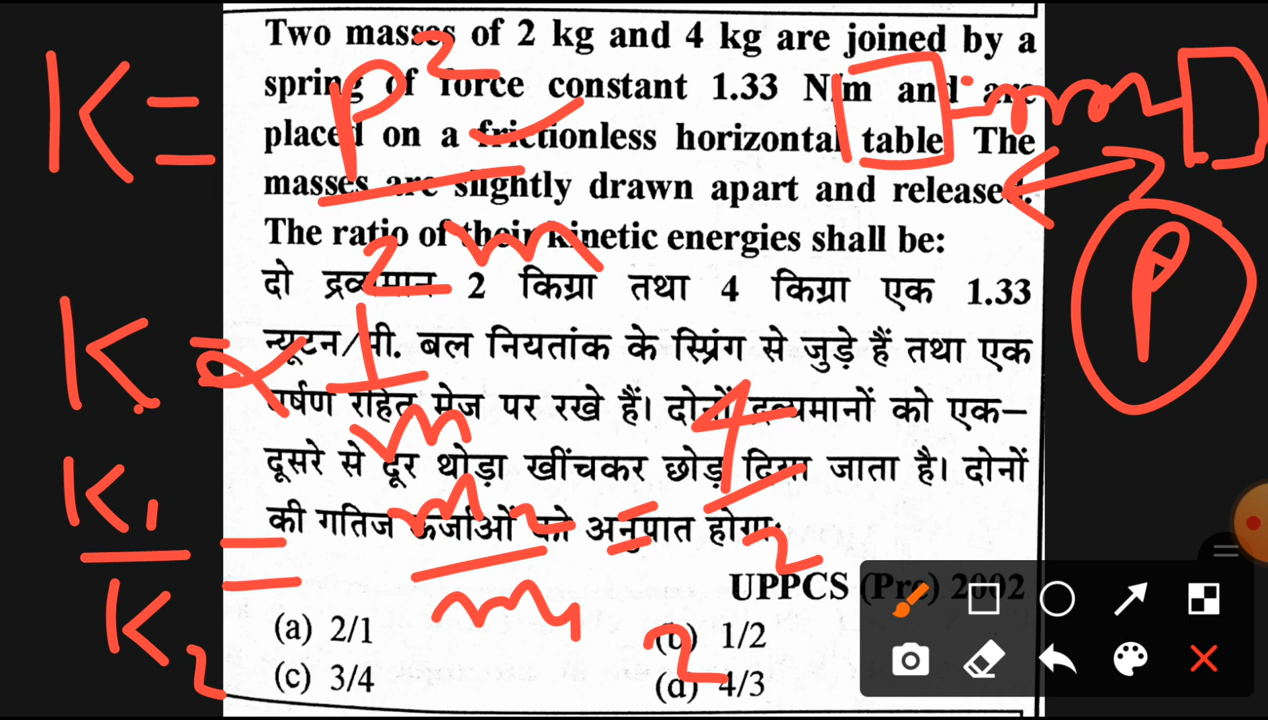 Two masses of 2 kg and 4 kg are joined by a
spring of force constant 1.33 N/m and are
placed on a frictionless horizontal table. The
masses are slightly drawn apart and released.
The ratio of their kinetic energies shall be:
दो द्रव्यमान 2 किग्रा तथा 4 किग्रा एक 1.33
न्यूटन/मी. बल नियतांक के स्प्रिंग से जुड़े हैं तथा एक
घर्षण रहित मेज पर रखे हैं। दोनों द्रव्यमानों को एक–
दूसरे से दूर थोड़ा खींचकर छोड़ दिया जाता है। दोनों
की गतिज ऊर्जाओं को अनुपात होगा:
UPPCS (Pre) 2002
(a) 2/1
(b) 1/2
(c) 3/4
(d) 4/3
K = P²/2m
K ∝ 1/m
K₁/K₂ = m₂/m₁ = 4/2
2
P